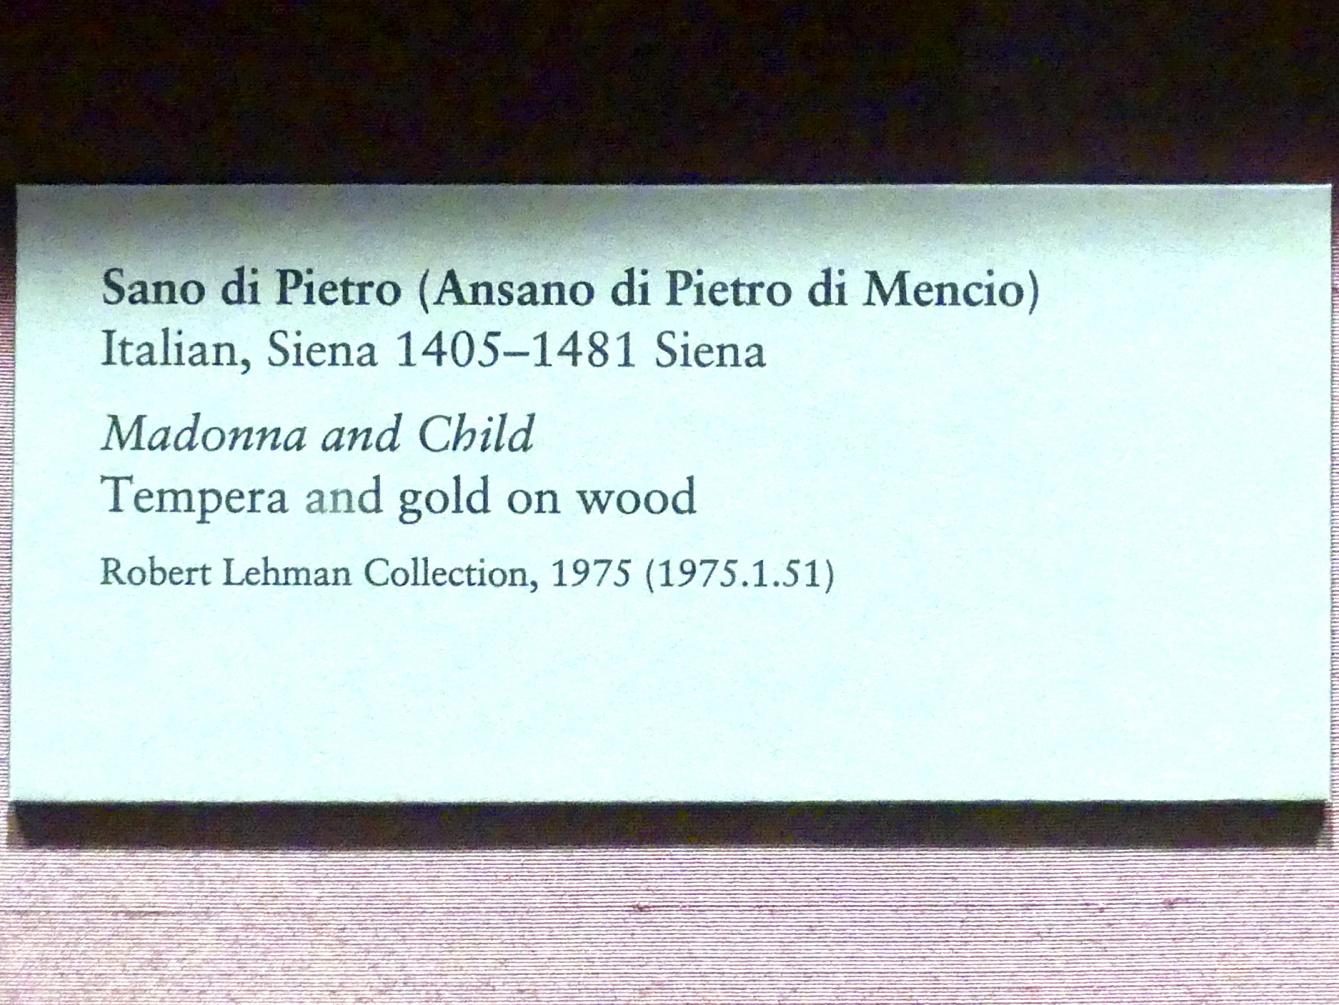 Sano di Pietro (Ansano di Pietro di Mencio)
Italian, Siena 1405–1481 Siena
Madonna and Child
Tempera and gold on wood
Robert Lehman Collection, 1975 (1975.1.51)